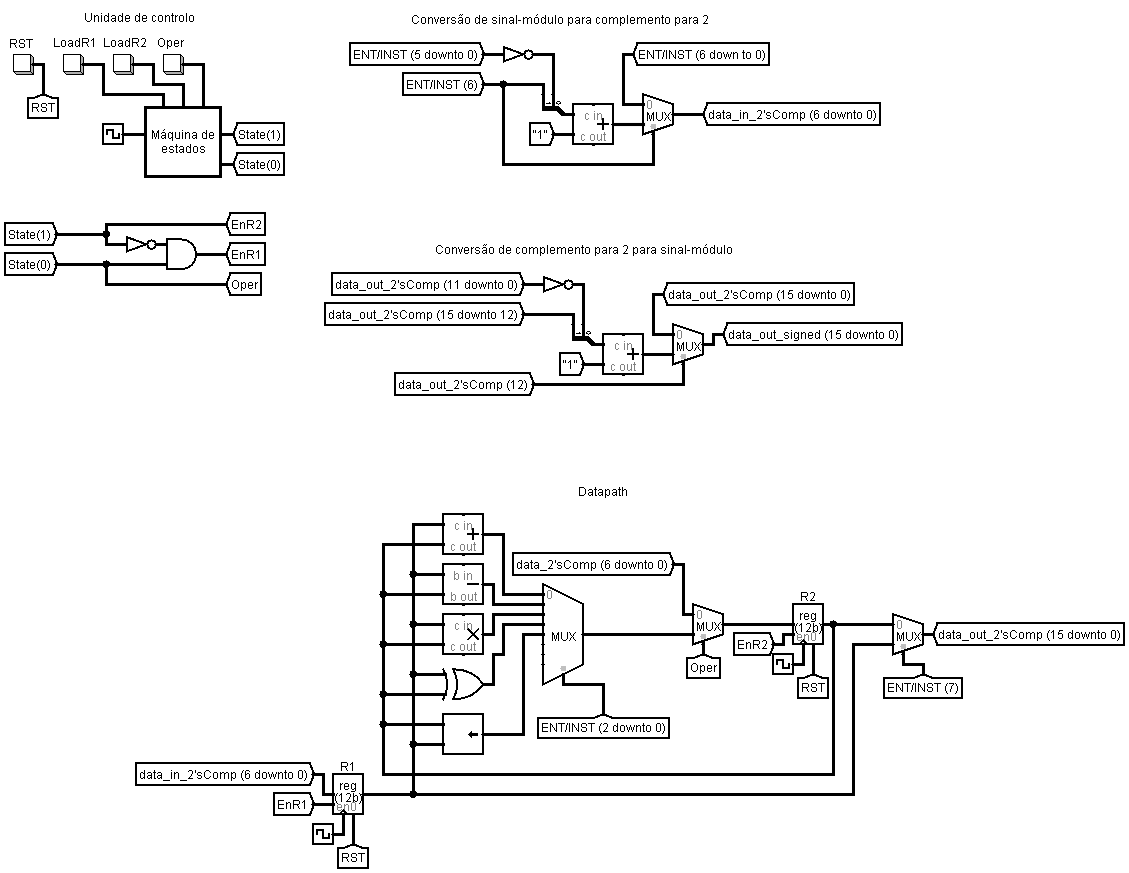 Unidade de controlo
RST
LoadR1
LoadR2
Oper
RST
Máquina de
estados
State(1)
State(0)
State(1)
State(0)
EnR2
EnR1
Oper
Conversão de sinal-módulo para complemento para 2
ENT/INST (5 downto 0)
ENT/INST (6)
ENT/INST (6 down to 0)
1
0
c in
+
c out
"1"
0
MUX
data_in_2'sComp (6 downto 0)
Conversão de complemento para 2 para sinal-módulo
data_out_2'sComp (11 downto 0)
data_out_2'sComp (15 downto 12)
data_out_2'sComp (15 downto 0)
1
0
c in
+
c out
"1"
0
MUX
data_out_signed (15 downto 0)
data_out_2'sComp (12)
Datapath
c in
+
c out
b in
-
b out
c in
×
c out
0
MUX
ENT/INST (2 downto 0)
data_2'sComp (6 downto 0)
0
MUX
Oper
R2
reg
(12b)
en0
EnR2
RST
0
MUX
ENT/INST (7)
data_out_2'sComp (15 downto 0)
data_in_2'sComp (6 downto 0)
R1
reg
(12b)
en0
EnR1
RST